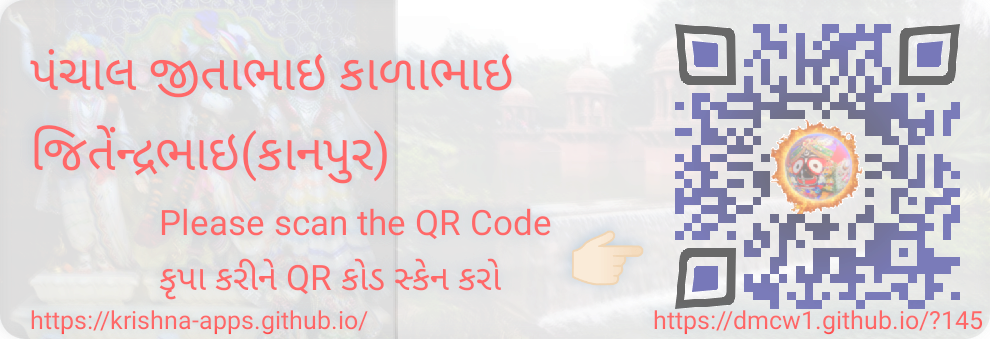 પંચાલ જીતાભાઇ કાળાભાઇ
જિતેંન્દ્રભાઇ(કાનપુર)
Please scan the QR Code
કૃપા કરીને QR કોડ સ્કેન કરો
https://krishna-apps.github.io/
https://dmcw1.github.io/?145